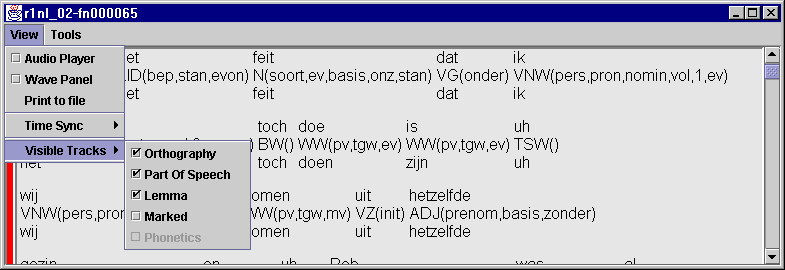 r1nl_02-fn000065
View Tools
Audio Player
Wave Panel
Print to file
Time Sync
Visible Tracks
Orthography
Part Of Speech
Lemma
Marked
Phonetics
et feit dat ik
LID(bep,stan,evon) N(soort,ev,basis,onz,stan) VG(onder) VNW(pers,pron,nomin,vol,1,ev)
et feit dat ik
toch doe is uh
) BW() WW(pv,tgw,ev) WW(pv,tgw,ev) TSW()
toch doen zijn uh
wij omen uit hetzelfde
VNW(pers,pron WW(pv,tgw,mv) VZ(init) ADJ(prenom,basis,zonder)
wij omen uit hetzelfde